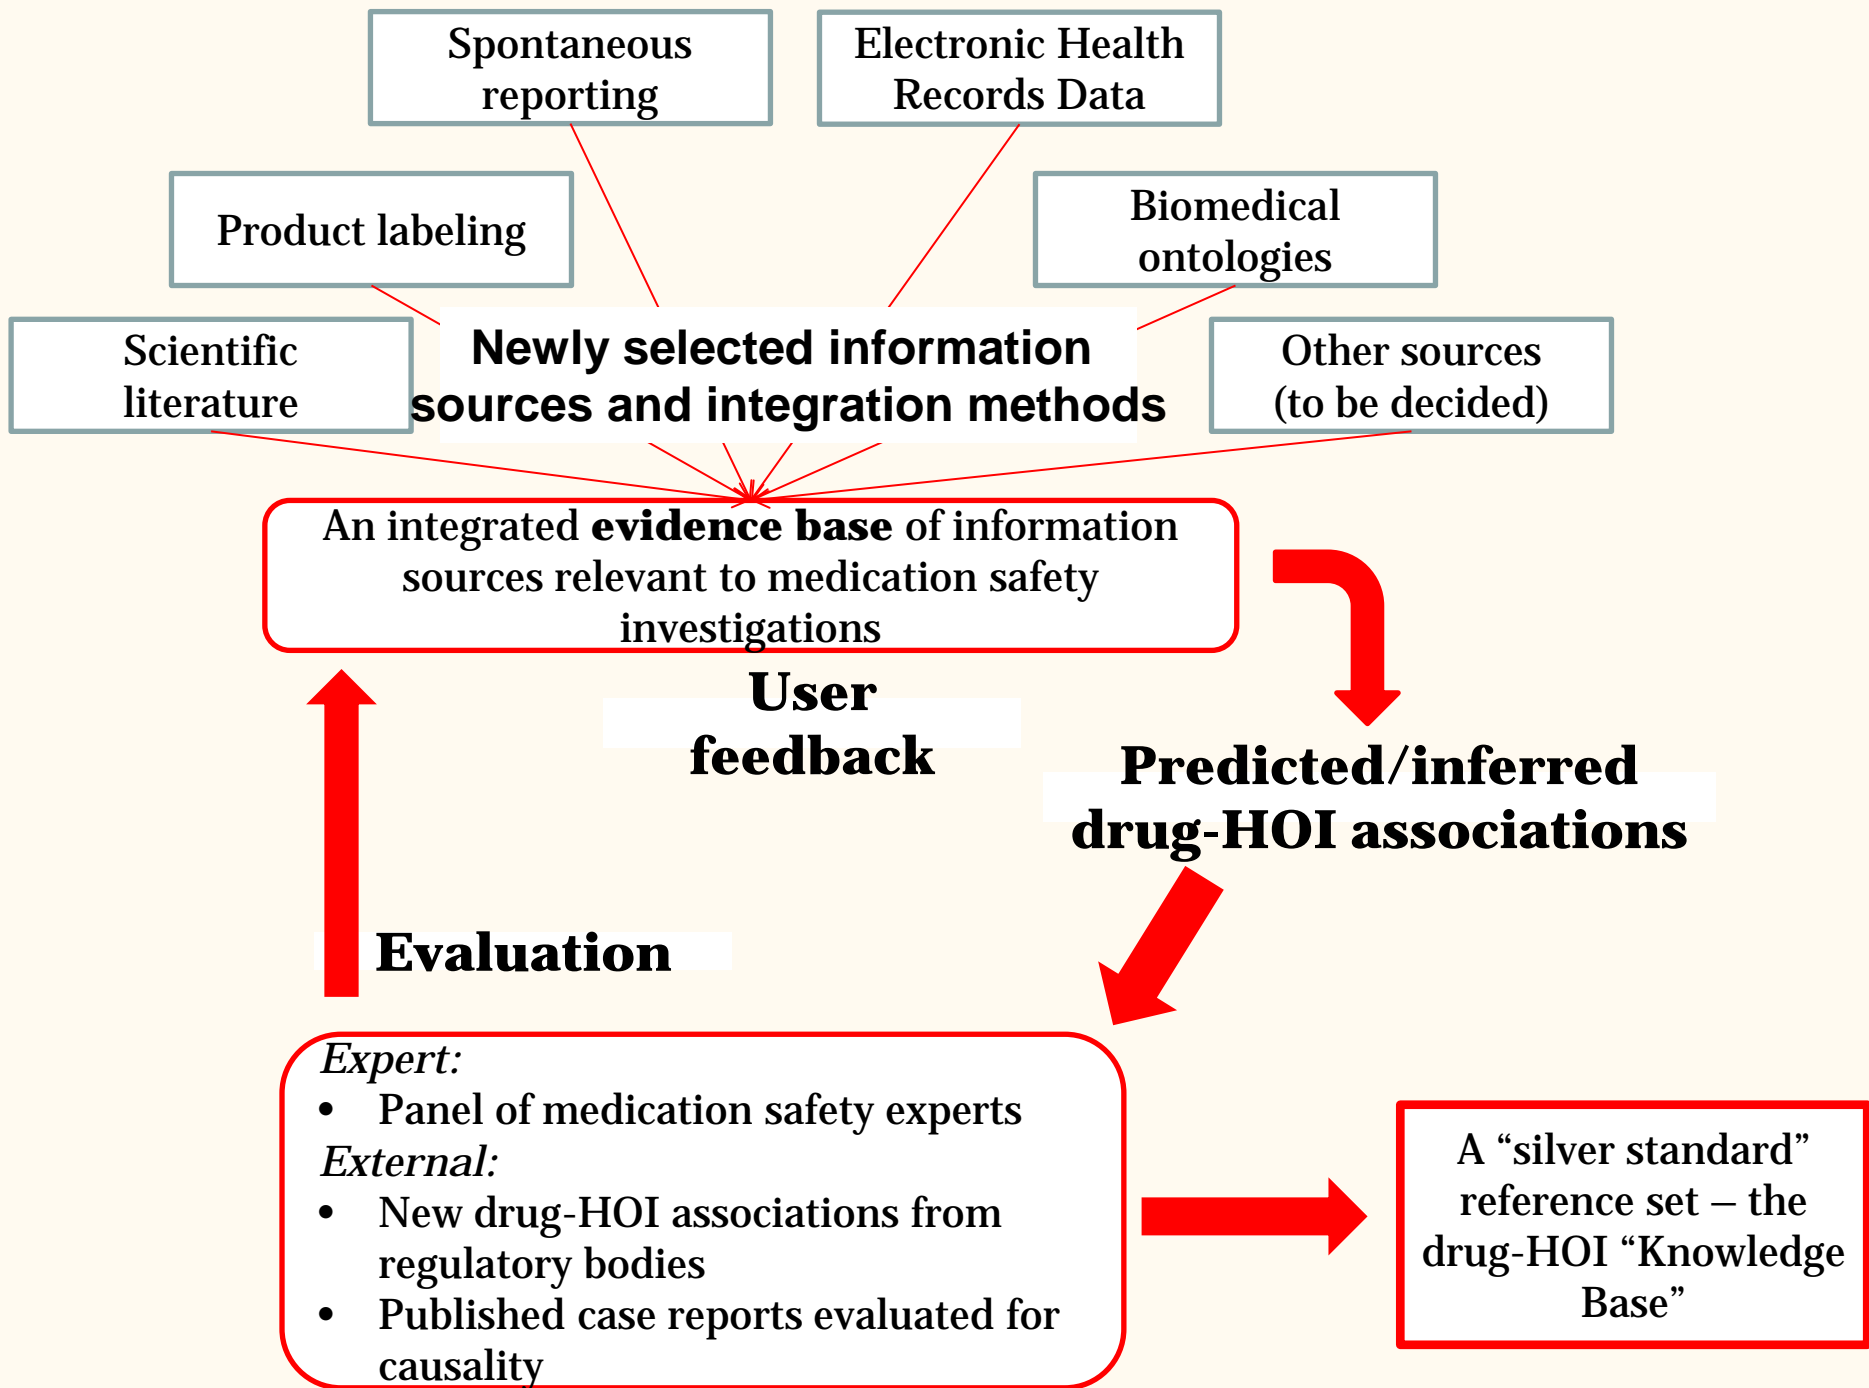 Spontaneous
reporting
Electronic Health
Records Data
Product labeling
Biomedical
ontologies
Scientific
literature
Newly selected information
sources and integration methods
Other sources
(to be decided)
An integrated evidence base of information
sources relevant to medication safety
investigations
User
feedback
Predicted/inferred
drug-HOI associations
Evaluation
Expert:
• Panel of medication safety experts
External:
• New drug-HOI associations from
regulatory bodies
• Published case reports evaluated for
causality
A “silver standard”
reference set – the
drug-HOI “Knowledge
Base”